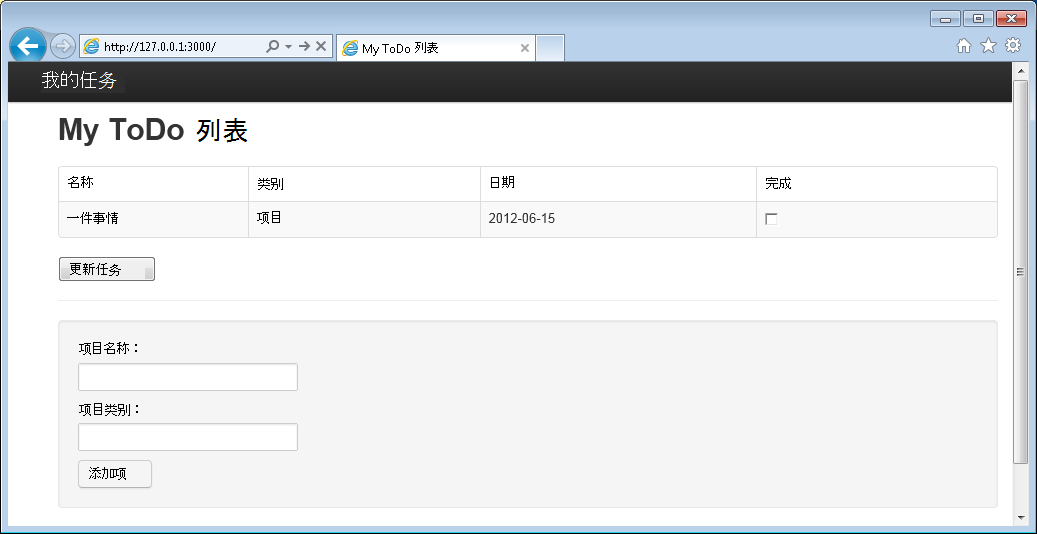 http://127.0.0.1:3000/
My ToDo 列表
我的任务
My ToDo 列表
名称 类别 日期 完成
一件事情 项目 2012-06-15
更新任务
项目名称：
项目类别：
添加项